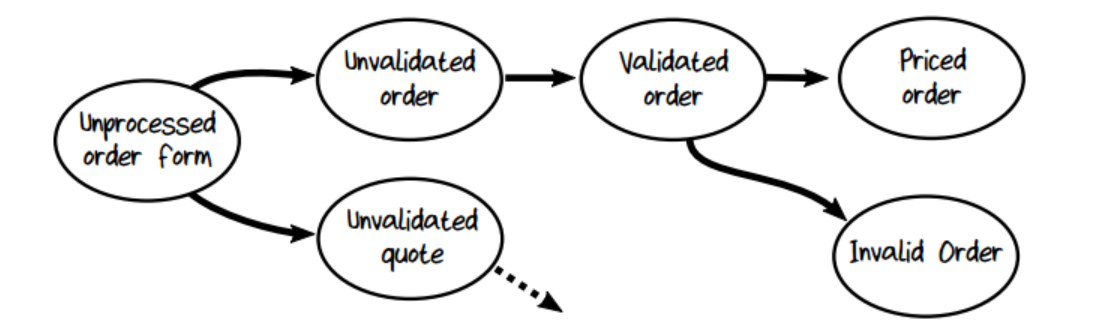 Unprocessed
order form
Unvalidated
order
Validated
order
Priced
order
Unvalidated
quote
Invalid Order